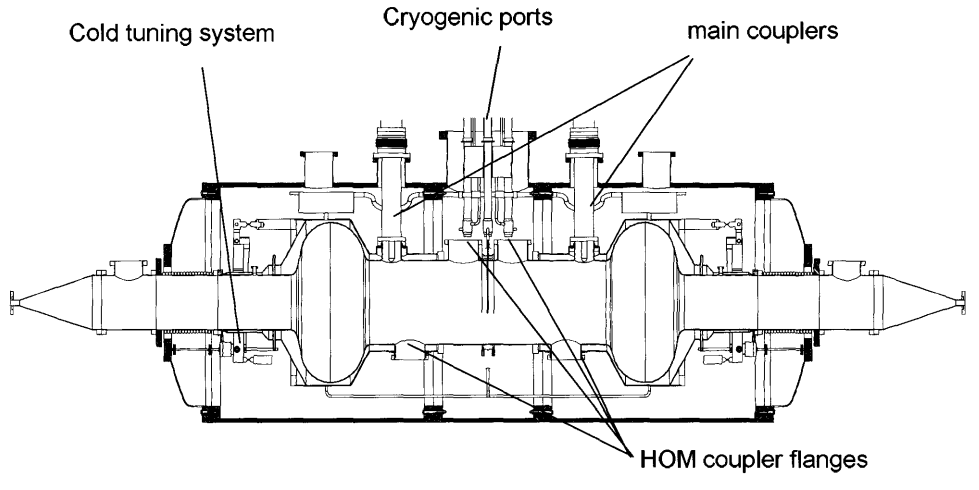 Cryogenic ports
Cold tuning system
main couplers
HOM coupler flanges